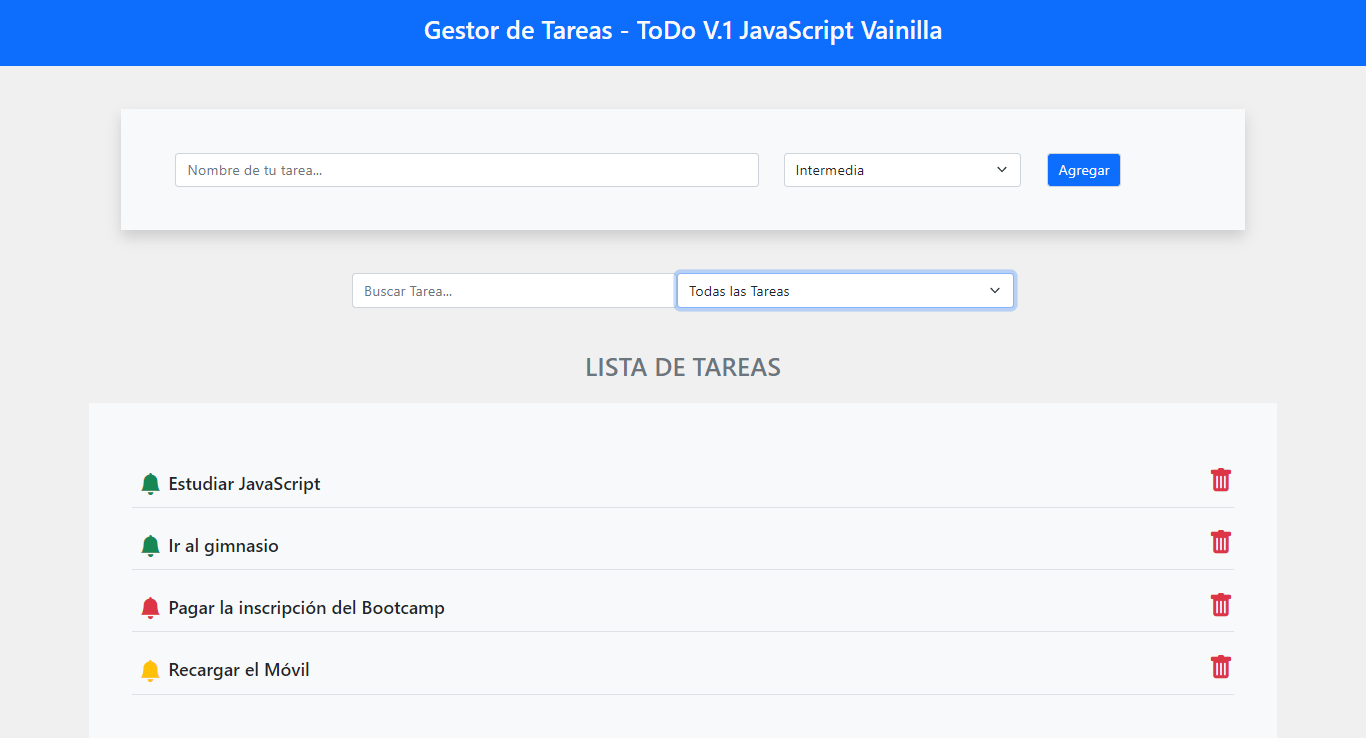 Gestor de Tareas - ToDo V.1 JavaScript Vainilla
Nombre de tu tarea... Intermedia Agregar
Buscar Tarea... Todas las Tareas
LISTA DE TAREAS
Estudiar JavaScript
Ir al gimnasio
Pagar la inscripción del Bootcamp
Recargar el Móvil